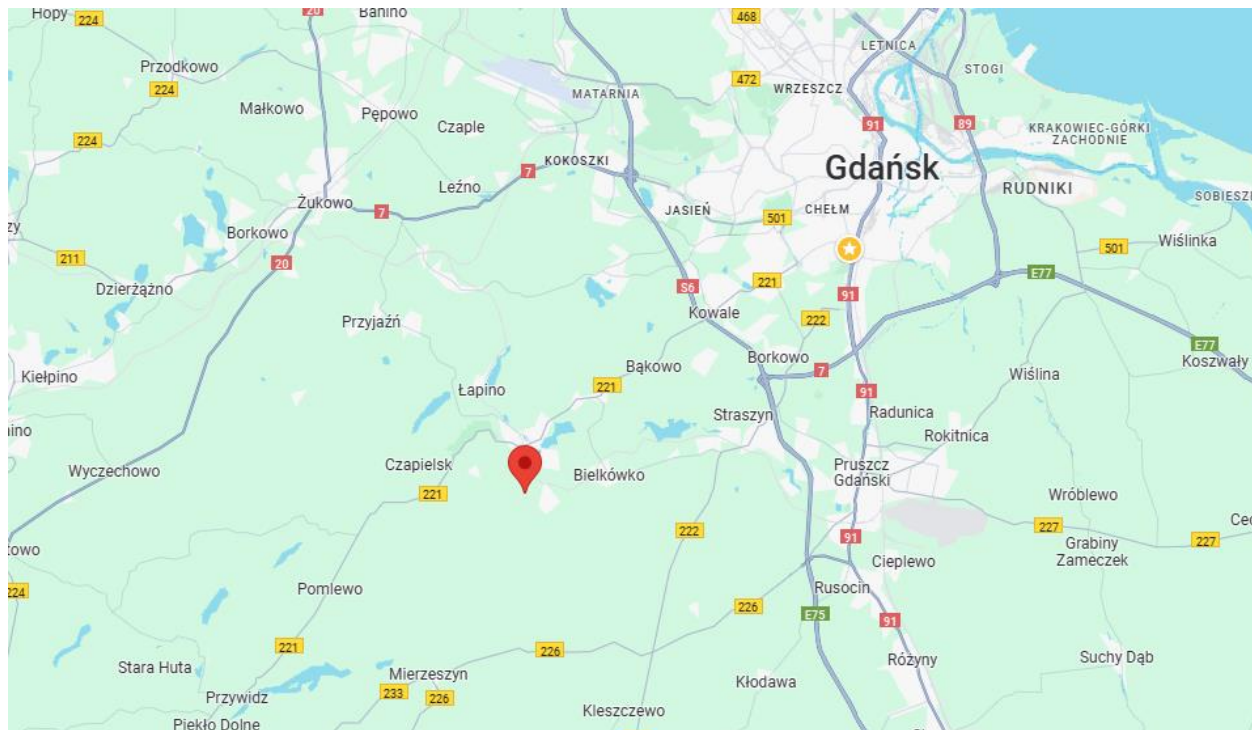 Hopy
224
20
Banino
468
LETNICA
STOGI
Przodkowo
224
472
WRZESZCZ
MATARNIA
Małkowo
Pępowo
Czaple
91
89
KRAKOWIEC-GÓRKI
ZACHODNIE
224
KOKOSZKI
7
Gdańsk
Leźno
RUDNIKI
Żukowo
7
JASIEŃ
CHEŁM
501
SOBIESZ
zy
Borkowo
Wiślinka
501
211
20
E77
Dzierżążno
S6
221
91
Kowale
222
Przyjaźń
E77
Borkowo
Koszwały
Bąkowo
7
Kiełpino
Wiślina
Łapino
221
91
Straszyn
Radunica
nino
Rokitnica
Wyczechowo
Czapielsk
Bielkówko
Pruszcz
Gdański
221
Wróblewo
Ce
222
227
227
91
Grabiny
Zameczek
towo
Cieplewo
224
Pomlewo
Rusocin
226
E75
91
221
226
Stara Huta
Różyny
Suchy Dąb
Mierzeszyn
Kłodawa
233
226
Przywidz
Kleszczewo
Piekło Dolne